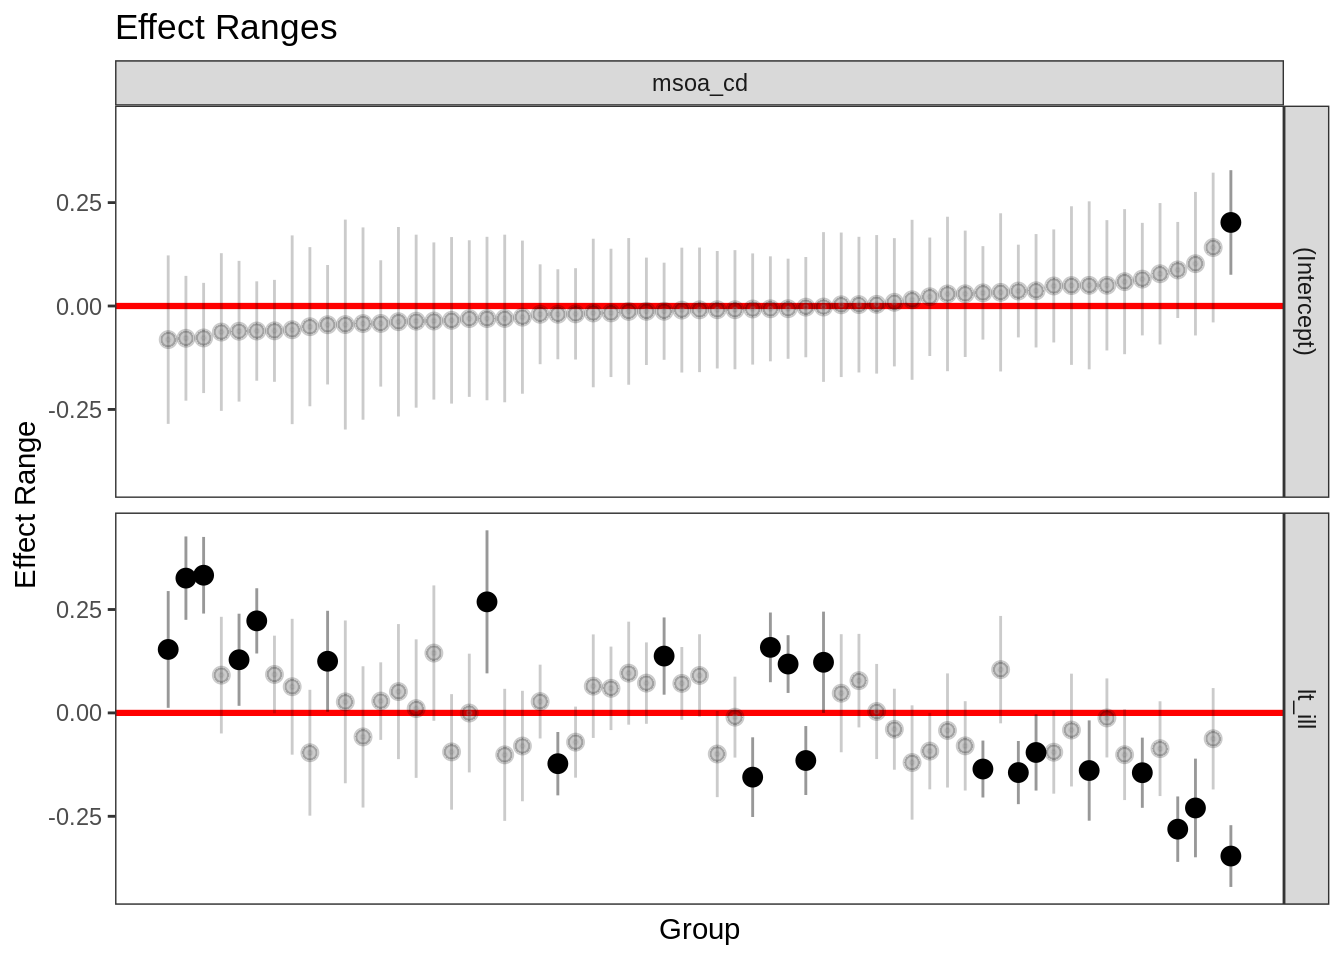 Effect Ranges
msoa_cd
0.25
0.00
-0.25
(Intercept)
Effect Range
0.25
0.00
-0.25
lt_ill
Group